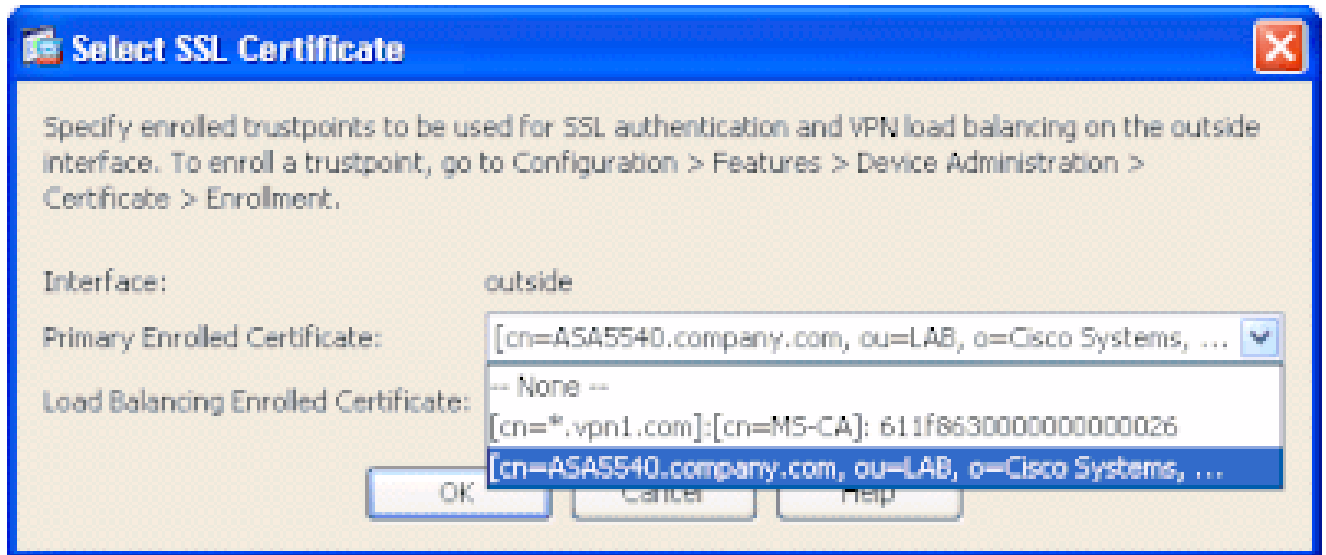 Select SSL Certificate
Specify enrolled trustpoints to be used for SSL authentication and VPN load balancing on the outside
interface. To enroll a trustpoint, go to Configuration > Features > Device Administration >
Certificate > Enrollment.
Interface: outside
Primary Enrolled Certificate: [cn=ASA5540.company.com, ou=LAB, o=Cisco Systems, ...
-- None --
Load Balancing Enrolled Certificate:
[cn=*.vpn1.com]:[cn=MS-CA]: 611f8630000000000026
[cn=ASA5540.company.com, ou=LAB, o=Cisco Systems, ...
OK Cancel Help